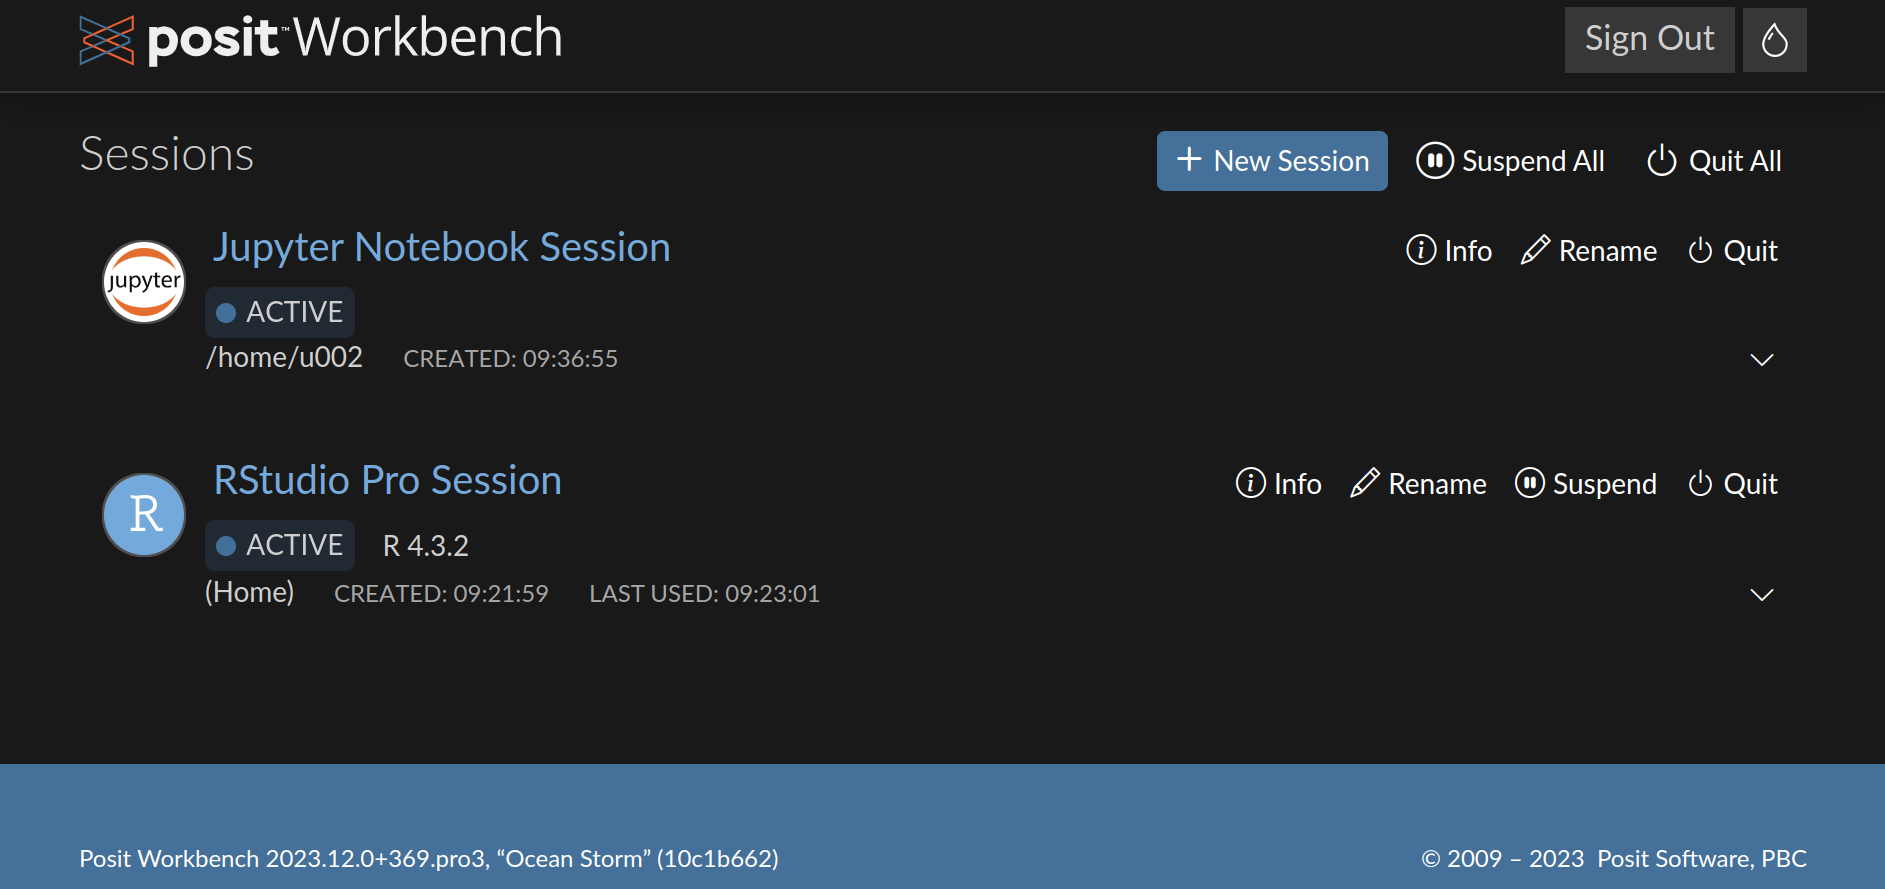 posit™ Workbench
Sign Out
Sessions
New Session
Suspend All
Quit All
Jupyter Notebook Session
Info
Rename
Quit
jupyter
ACTIVE
/home/u002
CREATED: 09:36:55
RStudio Pro Session
Info
Rename
Suspend
Quit
R
ACTIVE
R 4.3.2
(Home)
CREATED: 09:21:59
LAST USED: 09:23:01
Posit Workbench 2023.12.0+369.pro3, “Ocean Storm” (10c1b662)
© 2009 – 2023 Posit Software, PBC